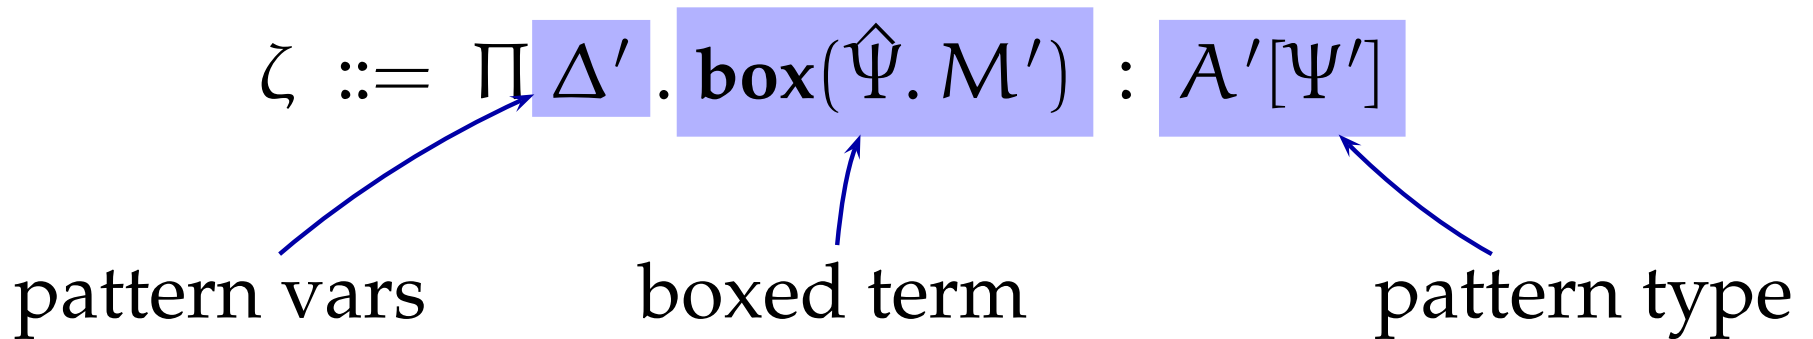 ζ ::= Π Δ′ . box(Ψ̂. M′) : A′[Ψ′]
pattern vars boxed term pattern type